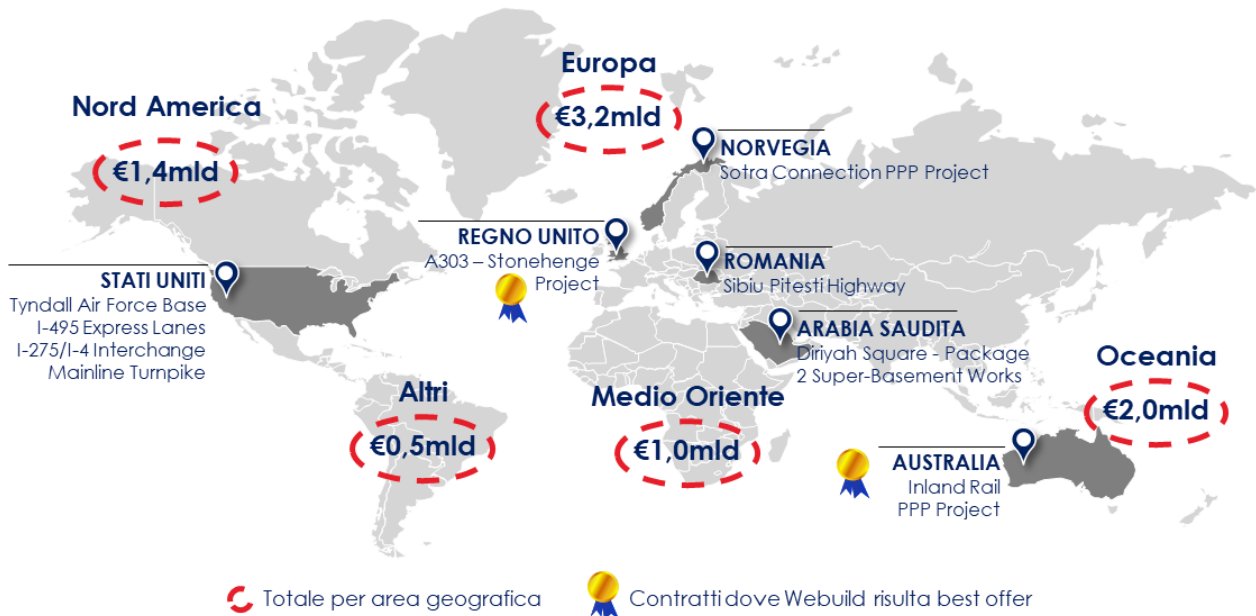 Europa
€3,2mld
Nord America
€1,4mld
NORVEGIA
Sotra Connection PPP Project
REGNO UNITO
A303 – Stonehenge
Project
ROMANIA
Sibiu Pitesti Highway
STATI UNITI
Tyndall Air Force Base
I-495 Express Lanes
I-275/I-4 Interchange
Mainline Turnpike
ARABIA SAUDITA
Diriyah Square - Package
2 Super-Basement Works
Oceania
€2,0mld
Altri
€0,5mld
Medio Oriente
€1,0mld
AUSTRALIA
Inland Rail
PPP Project
Totale per area geografica
Contratti dove Webuild risulta best offer